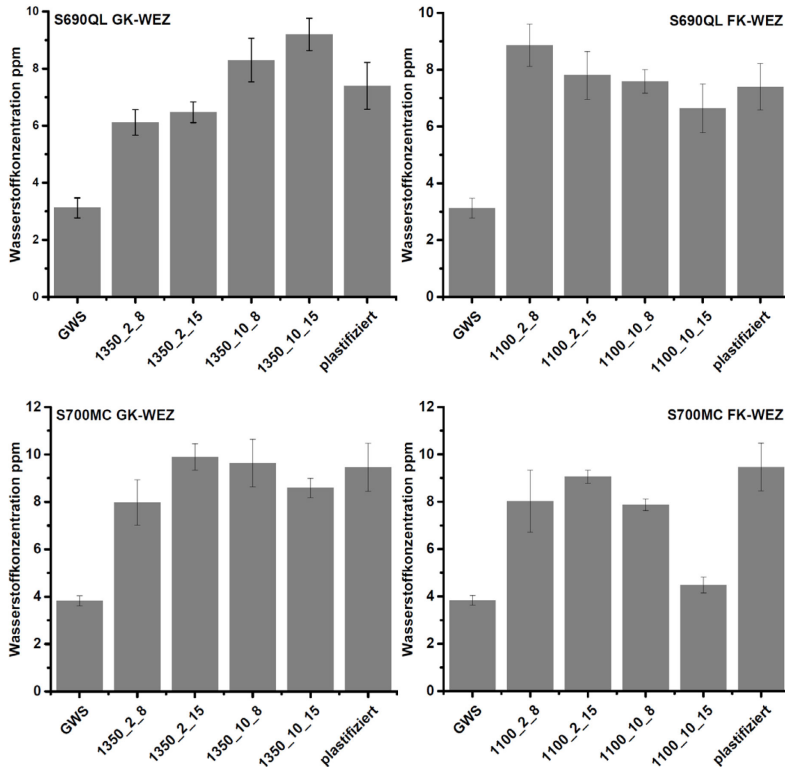 S690QL GK-WEZ
Wasserstoffkonzentration ppm
10
8
6
4
2
0
GWS
1350_2_8
1350_2_15
1350_10_8
1350_10_15
plastifiziert
S690QL FK-WEZ
Wasserstoffkonzentration ppm
10
8
6
4
2
0
GWS
1100_2_8
1100_2_15
1100_10_8
1100_10_15
plastifiziert
S700MC GK-WEZ
Wasserstoffkonzentration ppm
12
10
8
6
4
2
0
GWS
1350_2_8
1350_2_15
1350_10_8
1350_10_15
plastifiziert
S700MC FK-WEZ
Wasserstoffkonzentration ppm
12
10
8
6
4
2
0
GWS
1100_2_8
1100_2_15
1100_10_8
1100_10_15
plastifiziert